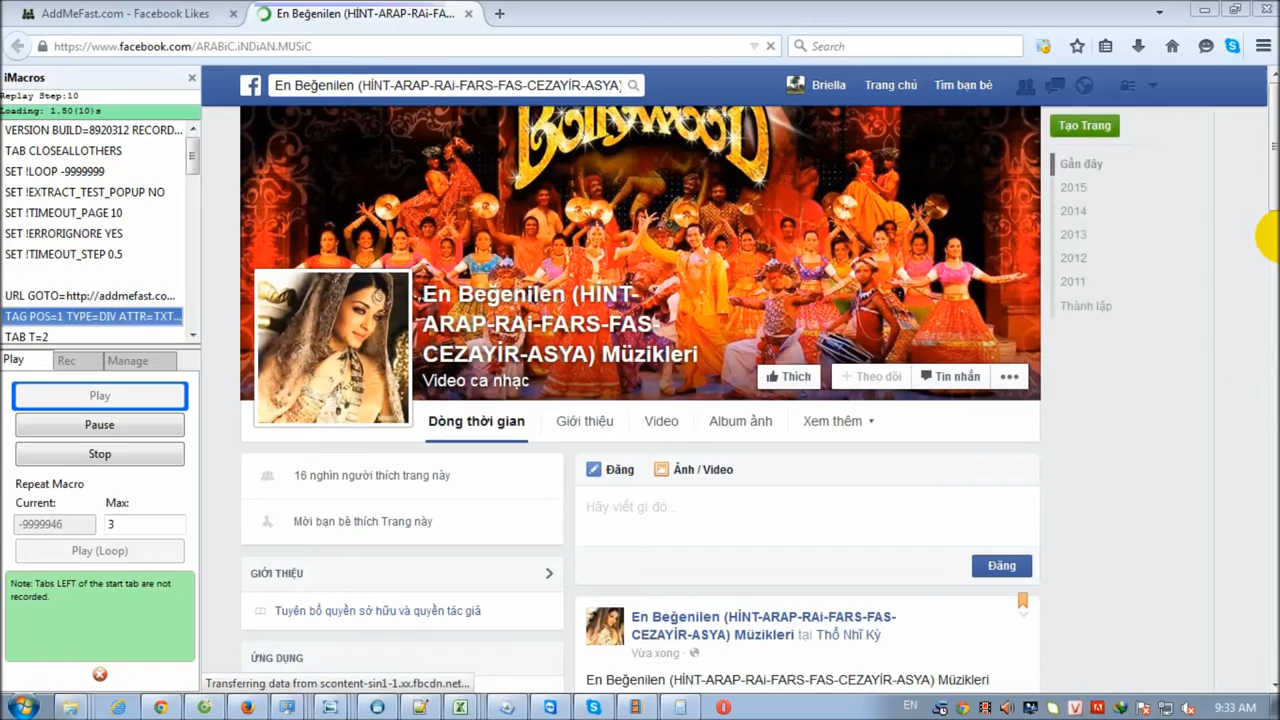 AddMeFast.com - Facebook Likes
En Beğenilen (HİNT-ARAP-RAi-FA...
https://www.facebook.com/ARABiC.iNDiAN.MUSiC
Search
iMacros
Replay Step:10
Loading: 1.80(10)s
VERSION BUILD=8920312 RECORD...
TAB CLOSEALLOTHERS
SET !LOOP -9999999
SET !EXTRACT_TEST_POPUP NO
SET !TIMEOUT_PAGE 10
SET !ERRORIGNORE YES
SET !TIMEOUT_STEP 0.5
URL GOTO=http://addmefast.co...
TAG POS=1 TYPE=DIV ATTR=TXT...
TAB T=2
Play
Rec
Manage
Play
Pause
Stop
Repeat Macro
Current:
Max:
-9999946
3
Play (Loop)
Note: Tabs LEFT of the start tab are not
recorded.
En Beğenilen (HİNT-ARAP-RAi-FARS-FAS-CEZAYİR-ASYA)
Briella
Trang chủ
Tìm bạn bè
BOLLYWOOD
En Beğenilen (HİNT-
ARAP-RAi-FARS-FAS-
CEZAYİR-ASYA) Müzikleri
Video ca nhạc
Thích
Theo dõi
Tin nhắn
Dòng thời gian
Giới thiệu
Video
Album ảnh
Xem thêm
Tạo Trang
Gần đây
2015
2014
2013
2012
2011
Thành lập
16 nghìn người thích trang này
Mời bạn bè thích Trang này
GIỚI THIỆU
Tuyên bố quyền sở hữu và quyền tác giả
ỨNG DỤNG
Đăng
Ảnh / Video
Hãy viết gì đó...
Đăng
En Beğenilen (HİNT-ARAP-RAi-FARS-FAS-
CEZAYİR-ASYA) Müzikleri tại Thổ Nhĩ Kỳ
Vừa xong
En Beğenilen (HİNT-ARAP-RAi-FARS-FAS-CEZAYİR-ASYA) Müzikleri
Transferring data from scontent-sin1-1.xx.fbcdn.net...
EN
9:33 AM